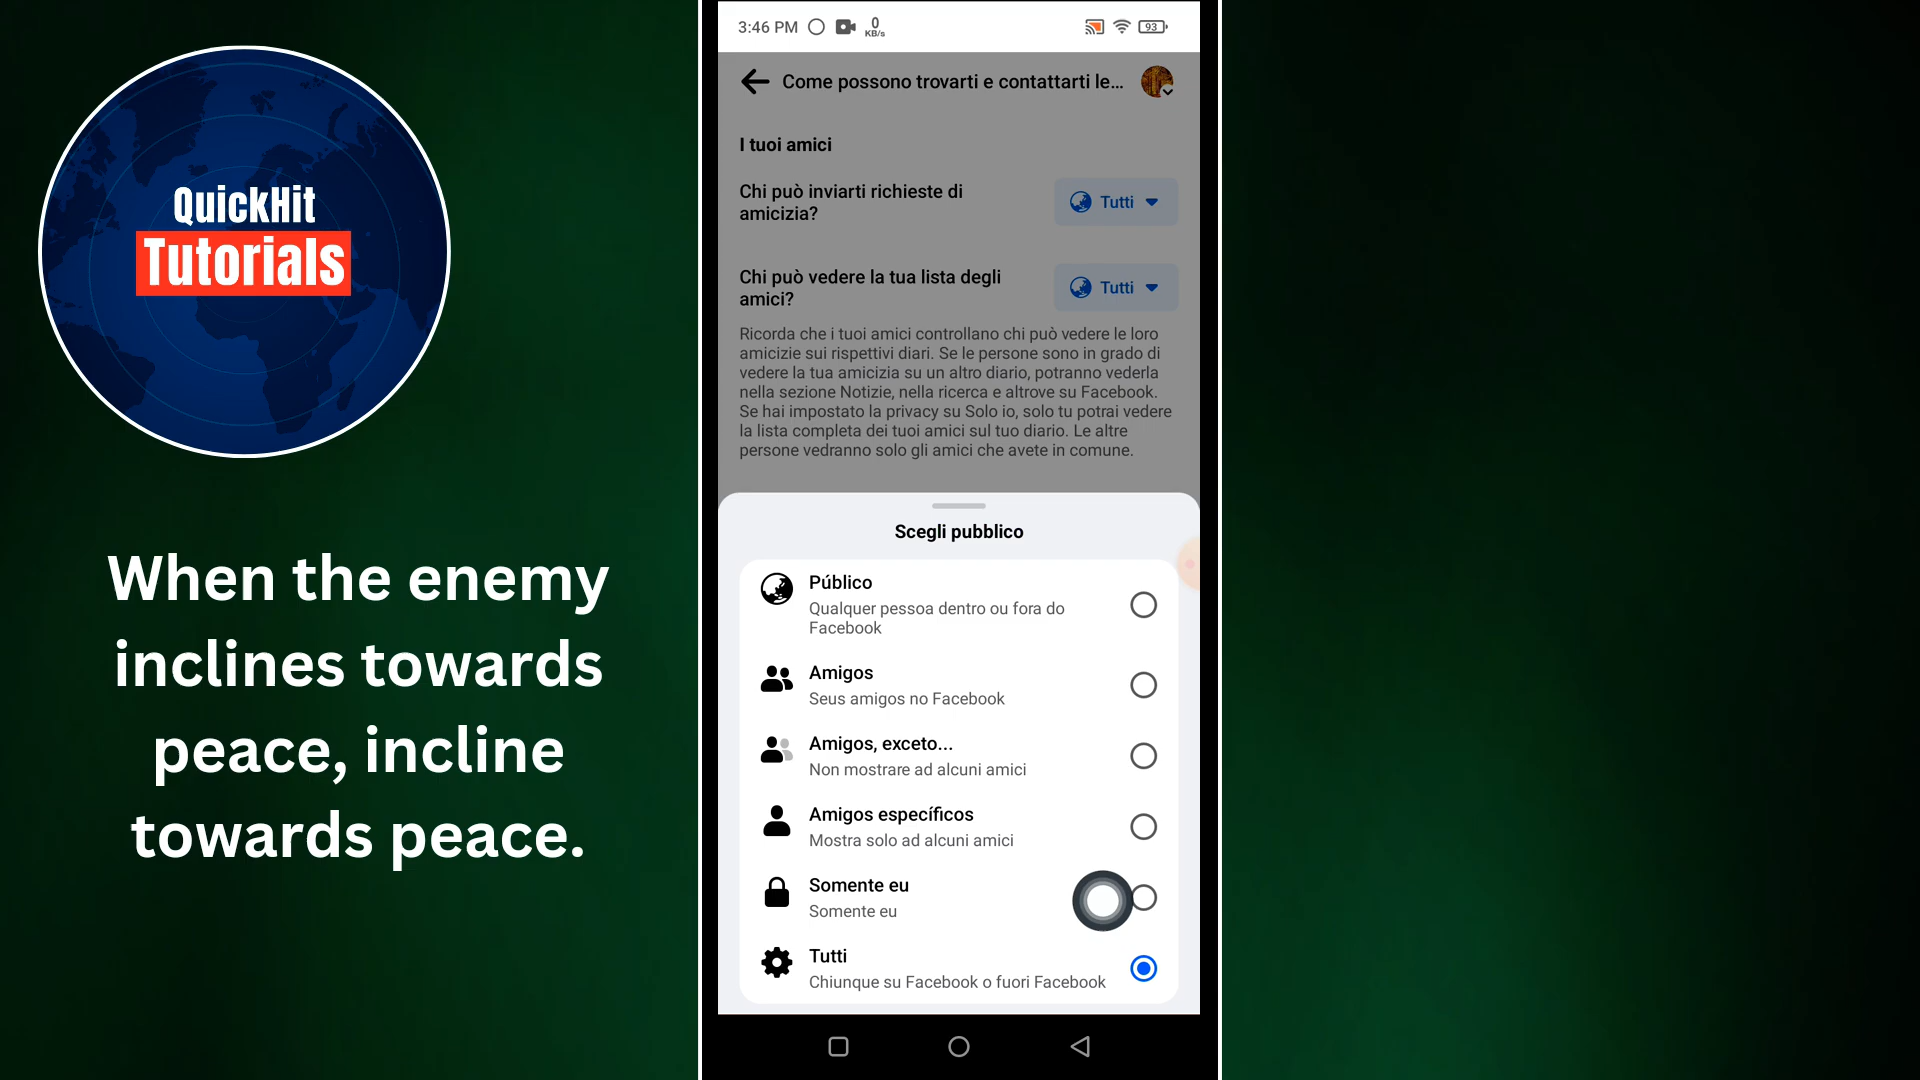 QuickHit
Tutorials
When the enemy
inclines towards
peace, incline
towards peace.
3:46 PM
0
KB/s
93
Come possono trovarti e contattarti le...
I tuoi amici
Chi può inviarti richieste di
amicizia?
Tutti
Chi può vedere la tua lista degli
amici?
Tutti
Ricorda che i tuoi amici controllano chi può vedere le loro
amicizie sui rispettivi diari. Se le persone sono in grado di
vedere la tua amicizia su un altro diario, potranno vederla
nella sezione Notizie, nella ricerca e altrove su Facebook.
Se hai impostato la privacy su Solo io, solo tu potrai vedere
la lista completa dei tuoi amici sul tuo diario. Le altre
persone vedranno solo gli amici che avete in comune.
Scegli pubblico
Público
Qualquer pessoa dentro ou fora do
Facebook
Amigos
Seus amigos no Facebook
Amigos, exceto...
Non mostrare ad alcuni amici
Amigos específicos
Mostra solo ad alcuni amici
Somente eu
Somente eu
Tutti
Chiunque su Facebook o fuori Facebook